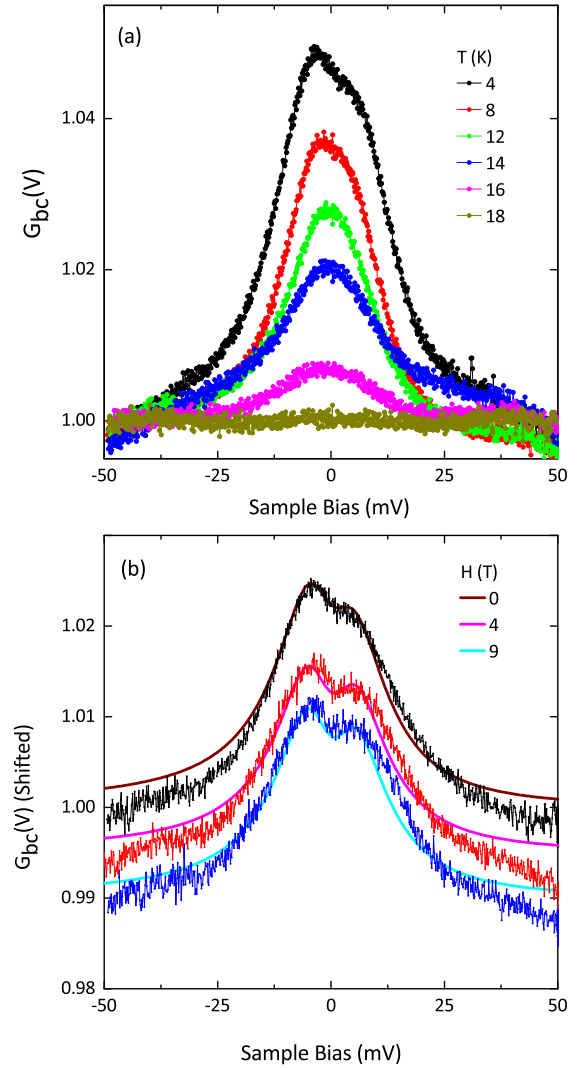 (a)
T (K)
4
8
12
14
16
18
1.04
1.02
1.00
G_bc(V)
-50 -25 0 25 50
Sample Bias (mV)
(b)
H (T)
0
4
9
1.02
1.01
1.00
0.99
0.98
G_bc(V) (Shifted)
-50 -25 0 25 50
Sample Bias (mV)